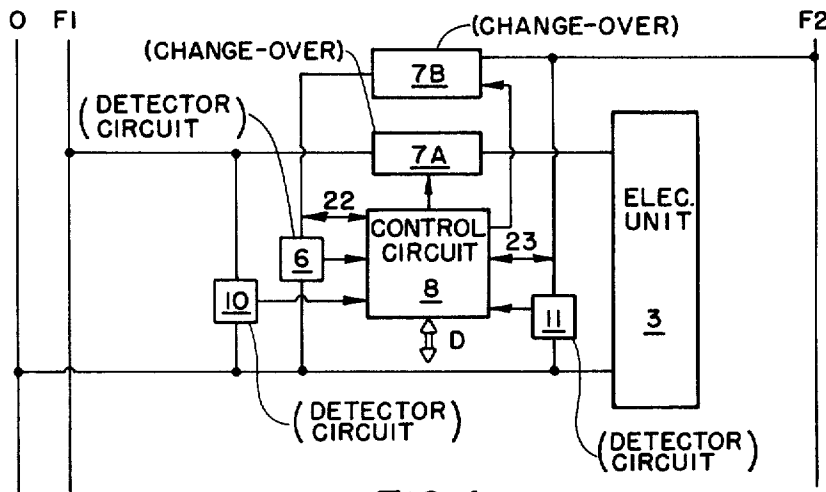 O F1 F2
(CHANGE-OVER)
(CHANGE-OVER)
7B
(DETECTOR
CIRCUIT)
7A
22
CONTROL
CIRCUIT
8
23
ELEC.
UNIT
3
6
10
11
D
(DETECTOR
CIRCUIT)
(DETECTOR
CIRCUIT)